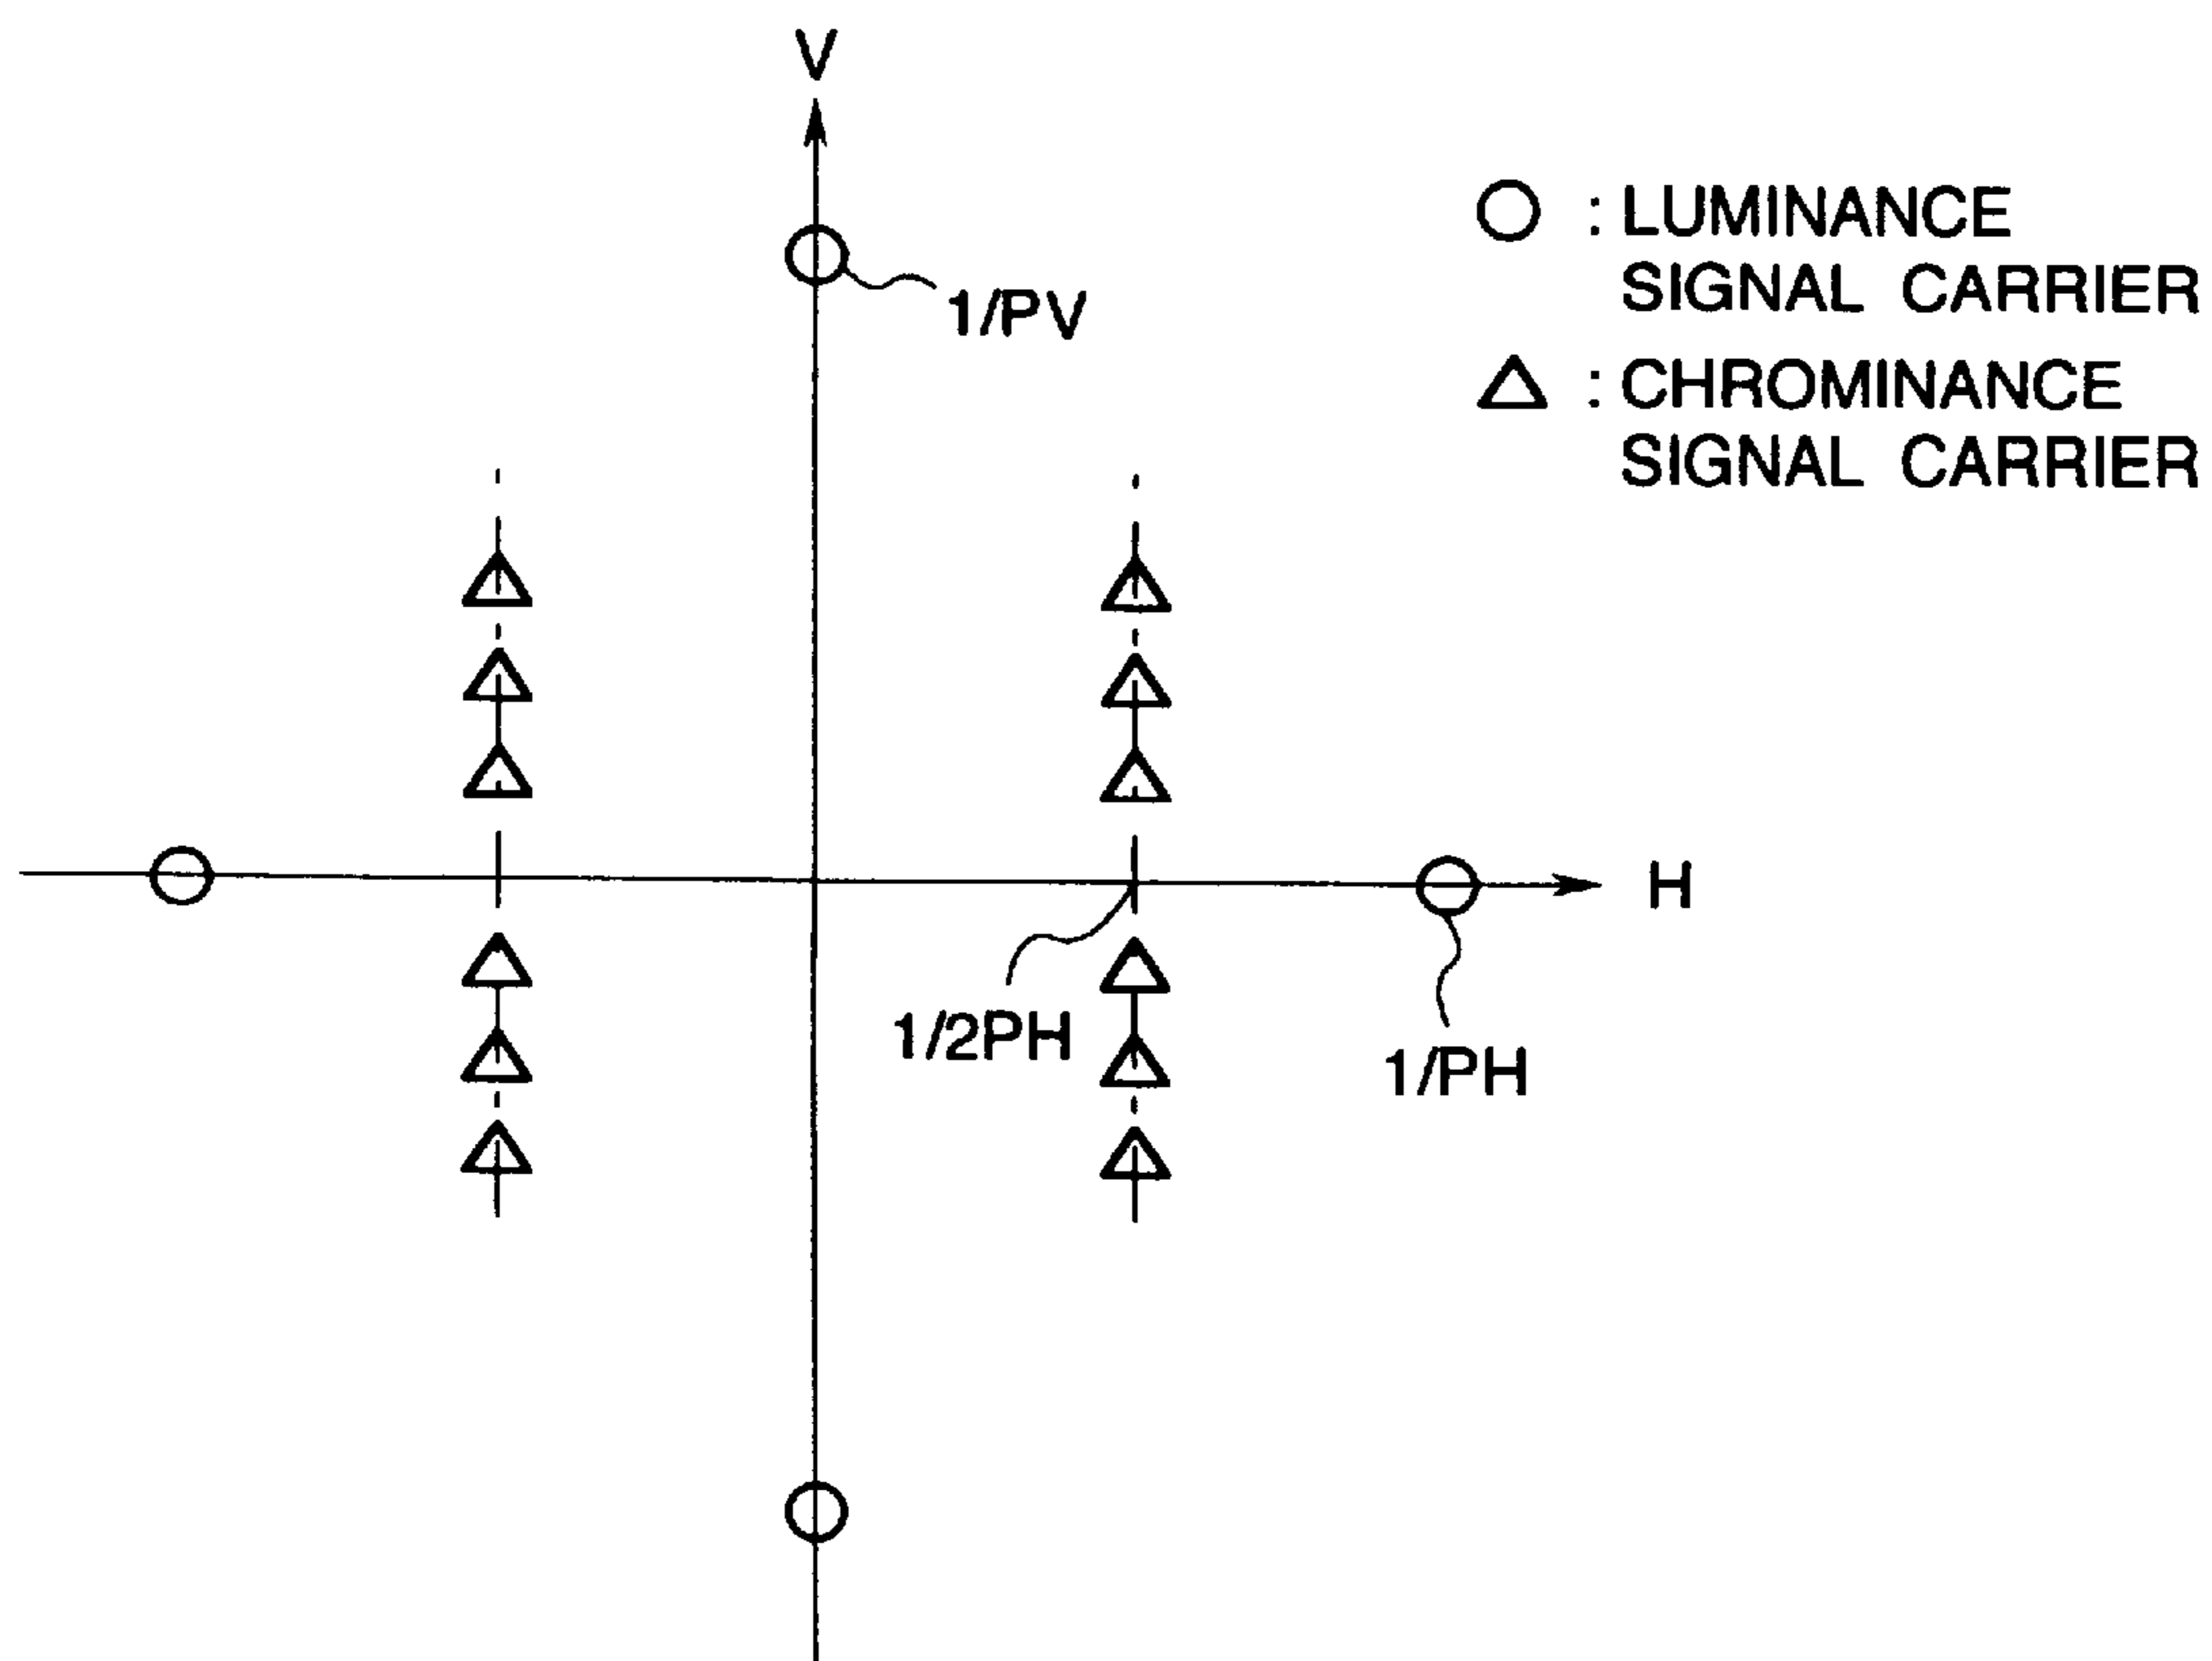 V
: LUMINANCE
SIGNAL CARRIER
1/PV
: CHROMINANCE
SIGNAL CARRIER
H
1/2PH
1/PH